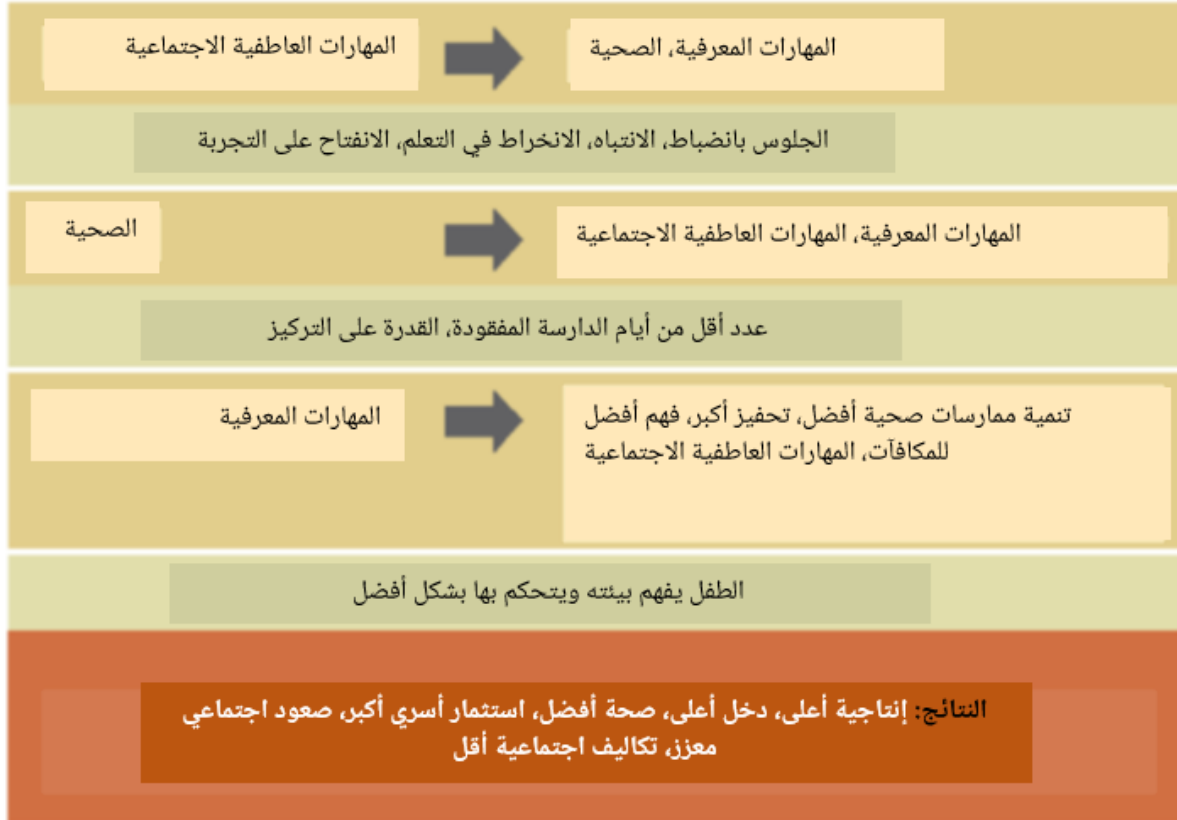 المهارات العاطفية الاجتماعية
المهارات المعرفية، الصحية
الجلوس بانضباط، الانتباه، الانخراط في التعلم، الانفتاح على التجربة
الصحية
المهارات المعرفية، المهارات العاطفية الاجتماعية
عدد أقل من أيام الدارسة المفقودة، القدرة على التركيز
المهارات المعرفية
تنمية ممارسات صحية أفضل، تحفيز أكبر، فهم أفضل
للمكافآت، المهارات العاطفية الاجتماعية
الطفل يفهم بيئته ويتحكم بها بشكل أفضل
النتائج: إنتاجية أعلى، دخل أعلى، صحة أفضل، استثمار أسري أكبر، صعود اجتماعي
معزز، تكاليف اجتماعية أقل